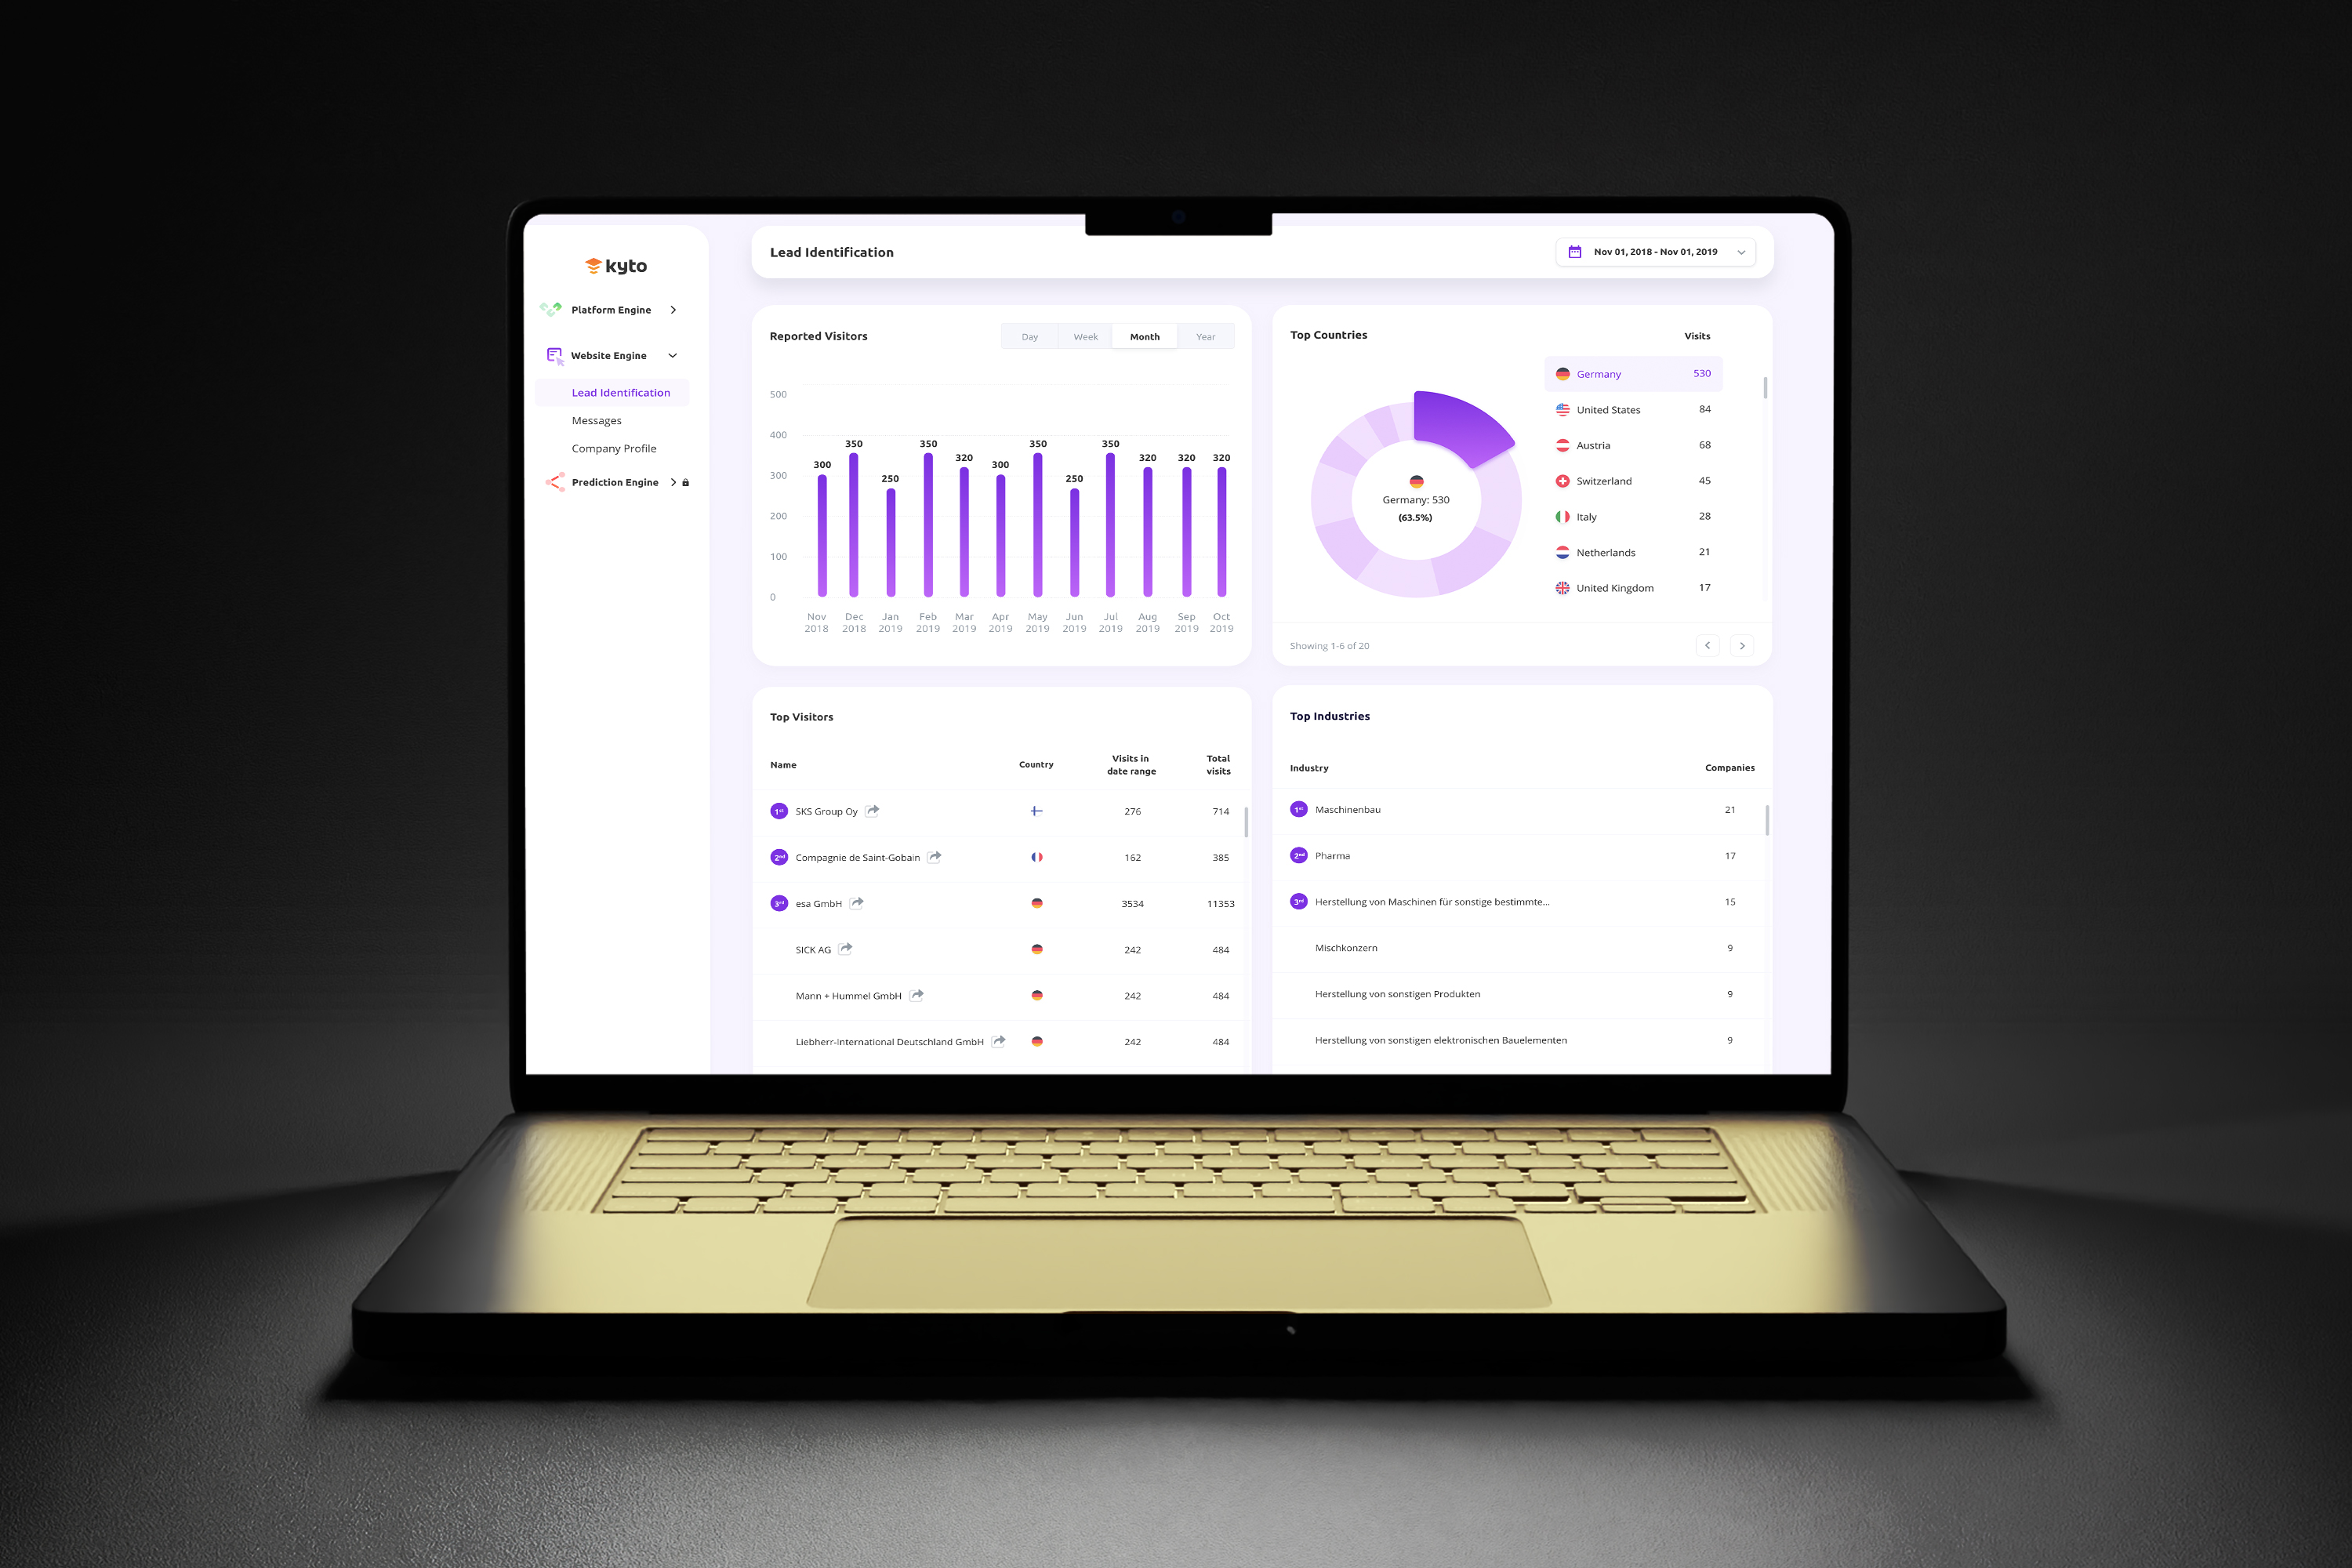 kyto
Platform Engine
Website Engine
Lead Identification
Messages
Company Profile
Prediction Engine
Lead Identification
Nov 01, 2018 - Nov 01, 2019
Reported Visitors
Day Week Month Year
500
400
300
200
100
0
300 350 250 350 320 300 350 250 350 320 320 320
Nov Dec Jan Feb Mar Apr May Jun Jul Aug Sep Oct
2018 2018 2019 2019 2019 2019 2019 2019 2019 2019 2019 2019
Top Countries Visits
Germany: 530
(63.5%)
Germany 530
United States 84
Austria 68
Switzerland 45
Italy 28
Netherlands 21
United Kingdom 17
Showing 1-6 of 20
Top Visitors
Name Country Visits in date range Total visits
1st SKS Group Oy 276 714
2nd Compagnie de Saint-Gobain 162 385
3rd esa GmbH 3534 11353
SICK AG 242 484
Mann + Hummel GmbH 242 484
Liebherr-International Deutschland GmbH 242 484
Top Industries
Industry Companies
1st Maschinenbau 21
2nd Pharma 17
3rd Herstellung von Maschinen für sonstige bestimmte... 15
Mischkonzern 9
Herstellung von sonstigen Produkten 9
Herstellung von sonstigen elektronischen Bauelementen 9